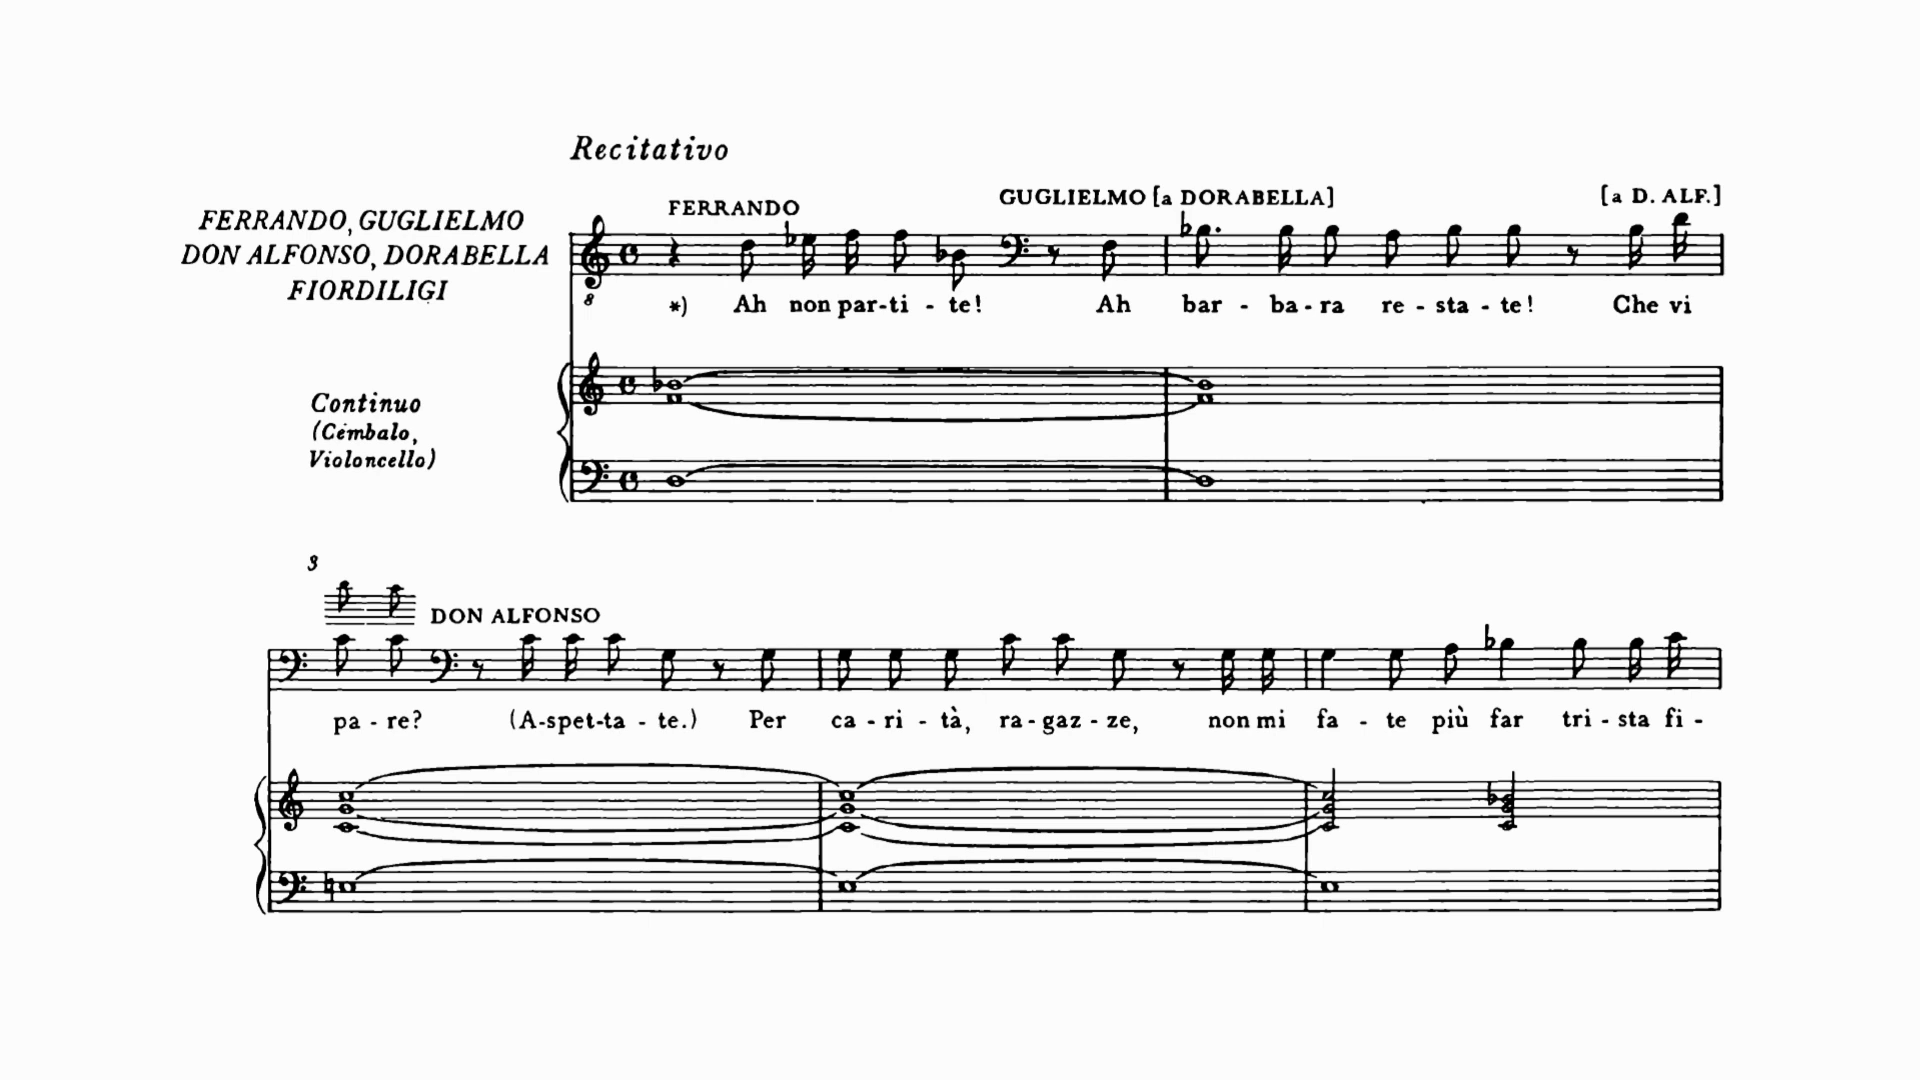 Recitativo
FERRANDO, GUGLIELMO
DON ALFONSO, DORABELLA
FIORDILIGI
FERRANDO
GUGLIELMO [a DORABELLA]
[a D. ALF.]
8
*) Ah non par-ti - te! Ah bar - ba - ra re - sta - te! Che vi
Continuo
(Cembalo,
Violoncello)
3
DON ALFONSO
pa - re? (A-spet-ta - te.) Per ca - ri - tà, ra - gaz - ze, non mi fa - te più far tri - sta fi -